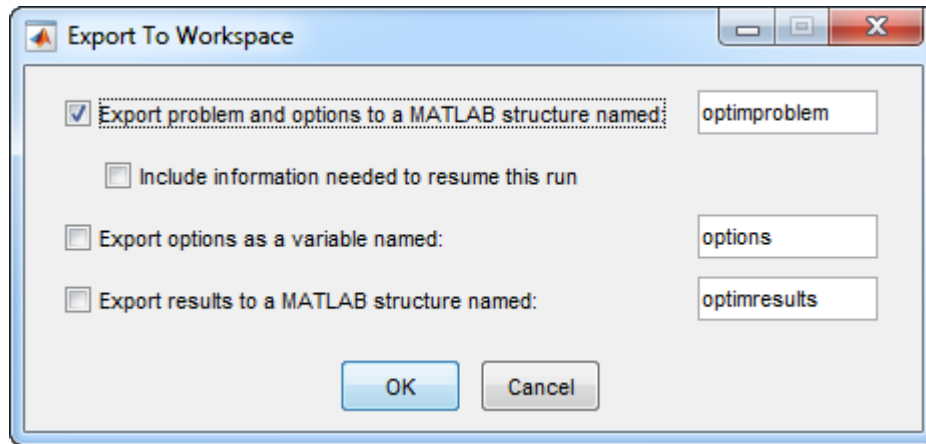 Export To Workspace
Export problem and options to a MATLAB structure named: optimproblem
Include information needed to resume this run
Export options as a variable named: options
Export results to a MATLAB structure named: optimresults
OK Cancel